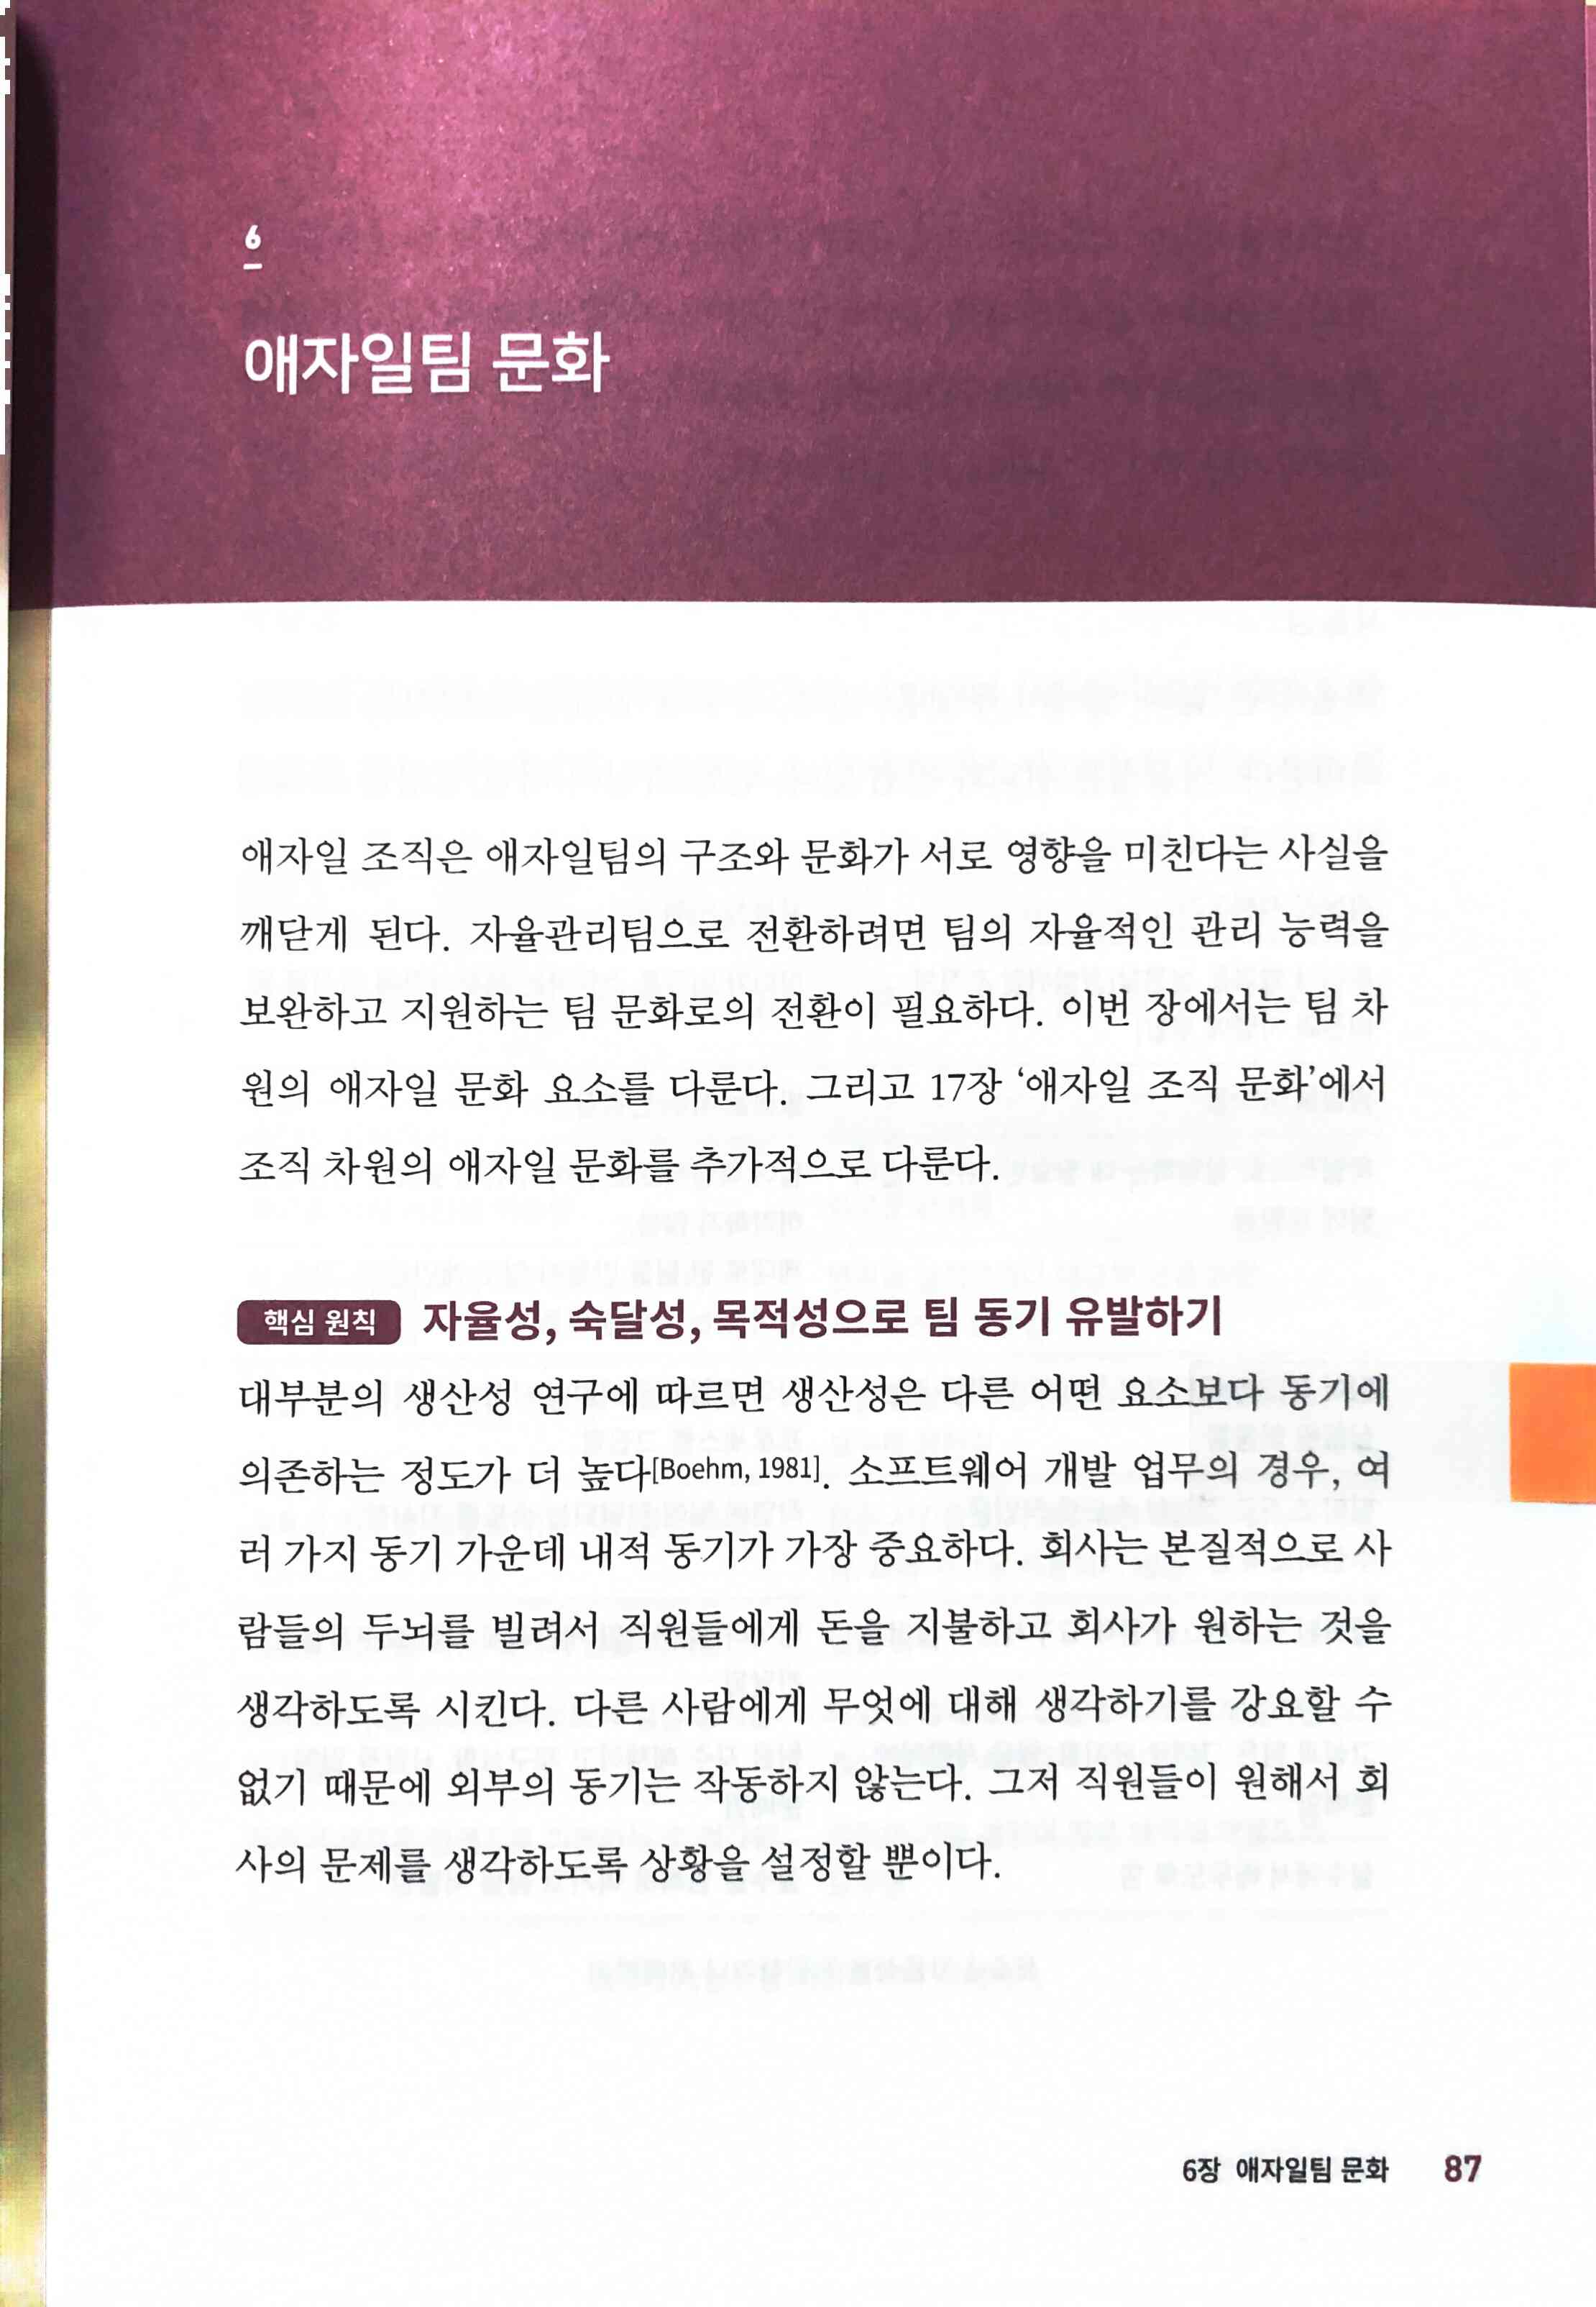 6
애자일팀 문화
애자일 조직은 애자일팀의 구조와 문화가 서로 영향을 미친다는 사실을
깨닫게 된다. 자율관리팀으로 전환하려면 팀의 자율적인 관리 능력을
보완하고 지원하는 팀 문화로의 전환이 필요하다. 이번 장에서는 팀 차
원의 애자일 문화 요소를 다룬다. 그리고 17장 ‘애자일 조직 문화’에서
조직 차원의 애자일 문화를 추가적으로 다룬다.
핵심 원칙 자율성, 숙달성, 목적성으로 팀 동기 유발하기
대부분의 생산성 연구에 따르면 생산성은 다른 어떤 요소보다 동기에
의존하는 정도가 더 높다[Boehm, 1981]. 소프트웨어 개발 업무의 경우, 여
러 가지 동기 가운데 내적 동기가 가장 중요하다. 회사는 본질적으로 사
람들의 두뇌를 빌려서 직원들에게 돈을 지불하고 회사가 원하는 것을
생각하도록 시킨다. 다른 사람에게 무엇에 대해 생각하기를 강요할 수
없기 때문에 외부의 동기는 작동하지 않는다. 그저 직원들이 원해서 회
사의 문제를 생각하도록 상황을 설정할 뿐이다.
6장 애자일팀 문화 87